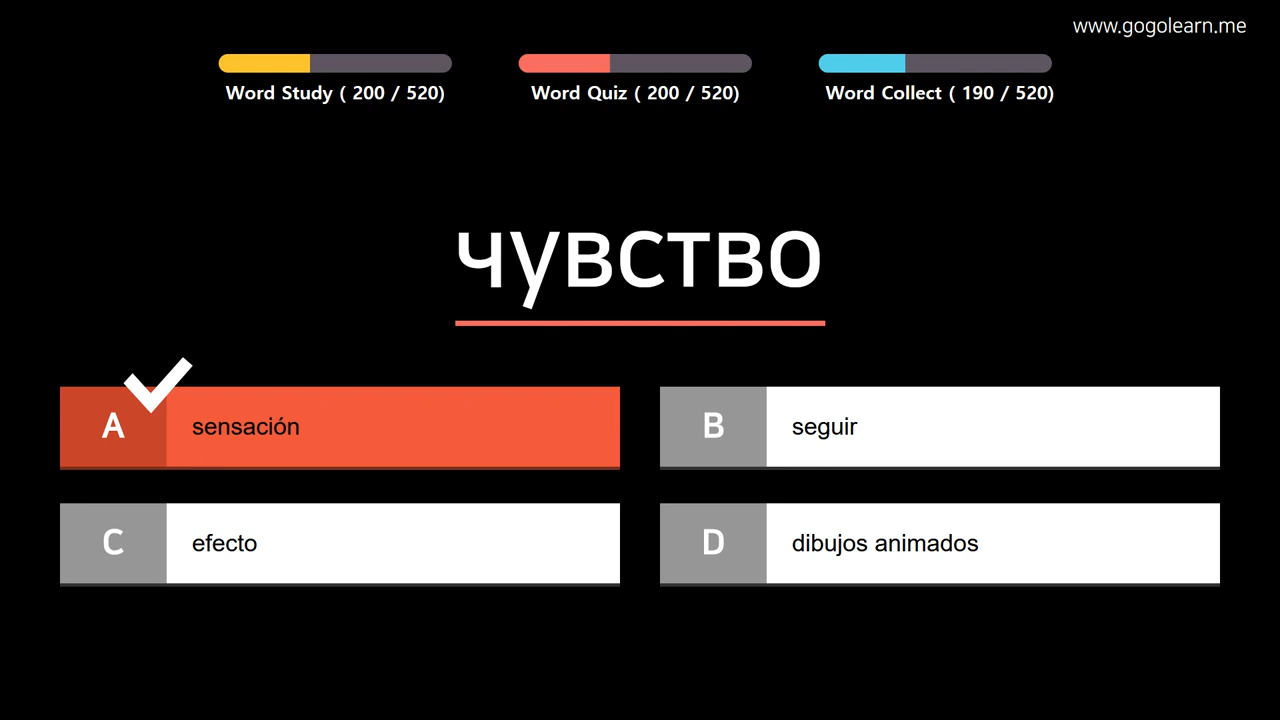 www.gogolearn.me
Word Study ( 200 / 520)
Word Quiz ( 200 / 520)
Word Collect ( 190 / 520)
чувство
A sensación
B seguir
C efecto
D dibujos animados